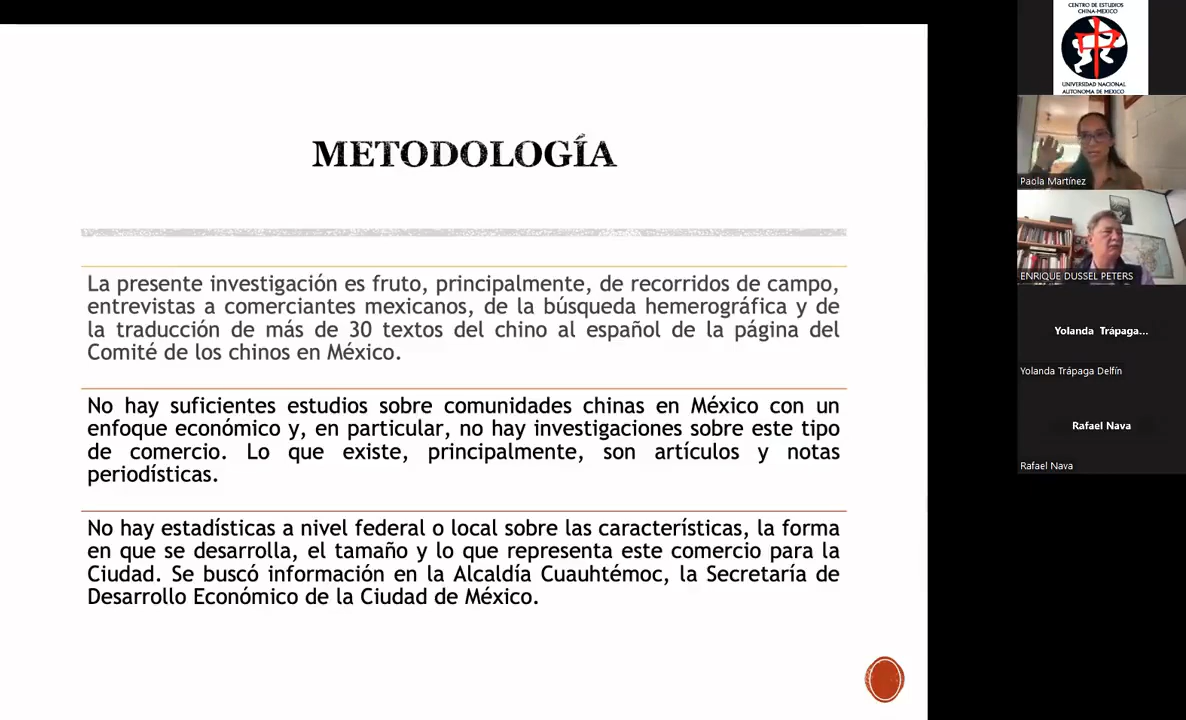 METODOLOGÍA
La presente investigación es fruto, principalmente, de recorridos de campo,
entrevistas a comerciantes mexicanos, de la búsqueda hemerográfica y de
la traducción de más de 30 textos del chino al español de la página del
Comité de los chinos en México.
No hay suficientes estudios sobre comunidades chinas en México con un
enfoque económico y, en particular, no hay investigaciones sobre este tipo
de comercio. Lo que existe, principalmente, son artículos y notas
periodísticas.
No hay estadísticas a nivel federal o local sobre las características, la forma
en que se desarrolla, el tamaño y lo que representa este comercio para la
Ciudad. Se buscó información en la Alcaldía Cuauhtémoc, la Secretaría de
Desarrollo Económico de la Ciudad de México.
CENTRO DE ESTUDIOS
CHINA-MEXICO
UNIVERSIDAD NACIONAL
AUTONOMA DE MEXICO
Paola Martínez
ENRIQUE DUSSEL PETERS
Yolanda Trápaga...
Yolanda Trápaga Delfín
Rafael Nava
Rafael Nava